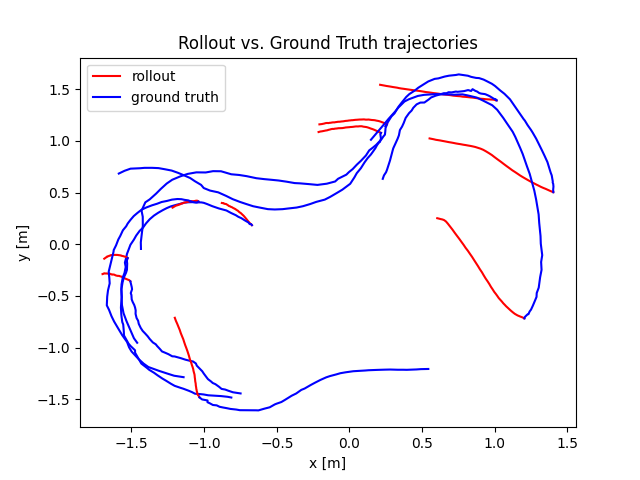 Rollout vs. Ground Truth trajectories
rollout
ground truth
y [m]
1.5
1.0
0.5
0.0
−0.5
−1.0
−1.5
−1.5 −1.0 −0.5 0.0 0.5 1.0 1.5
x [m]